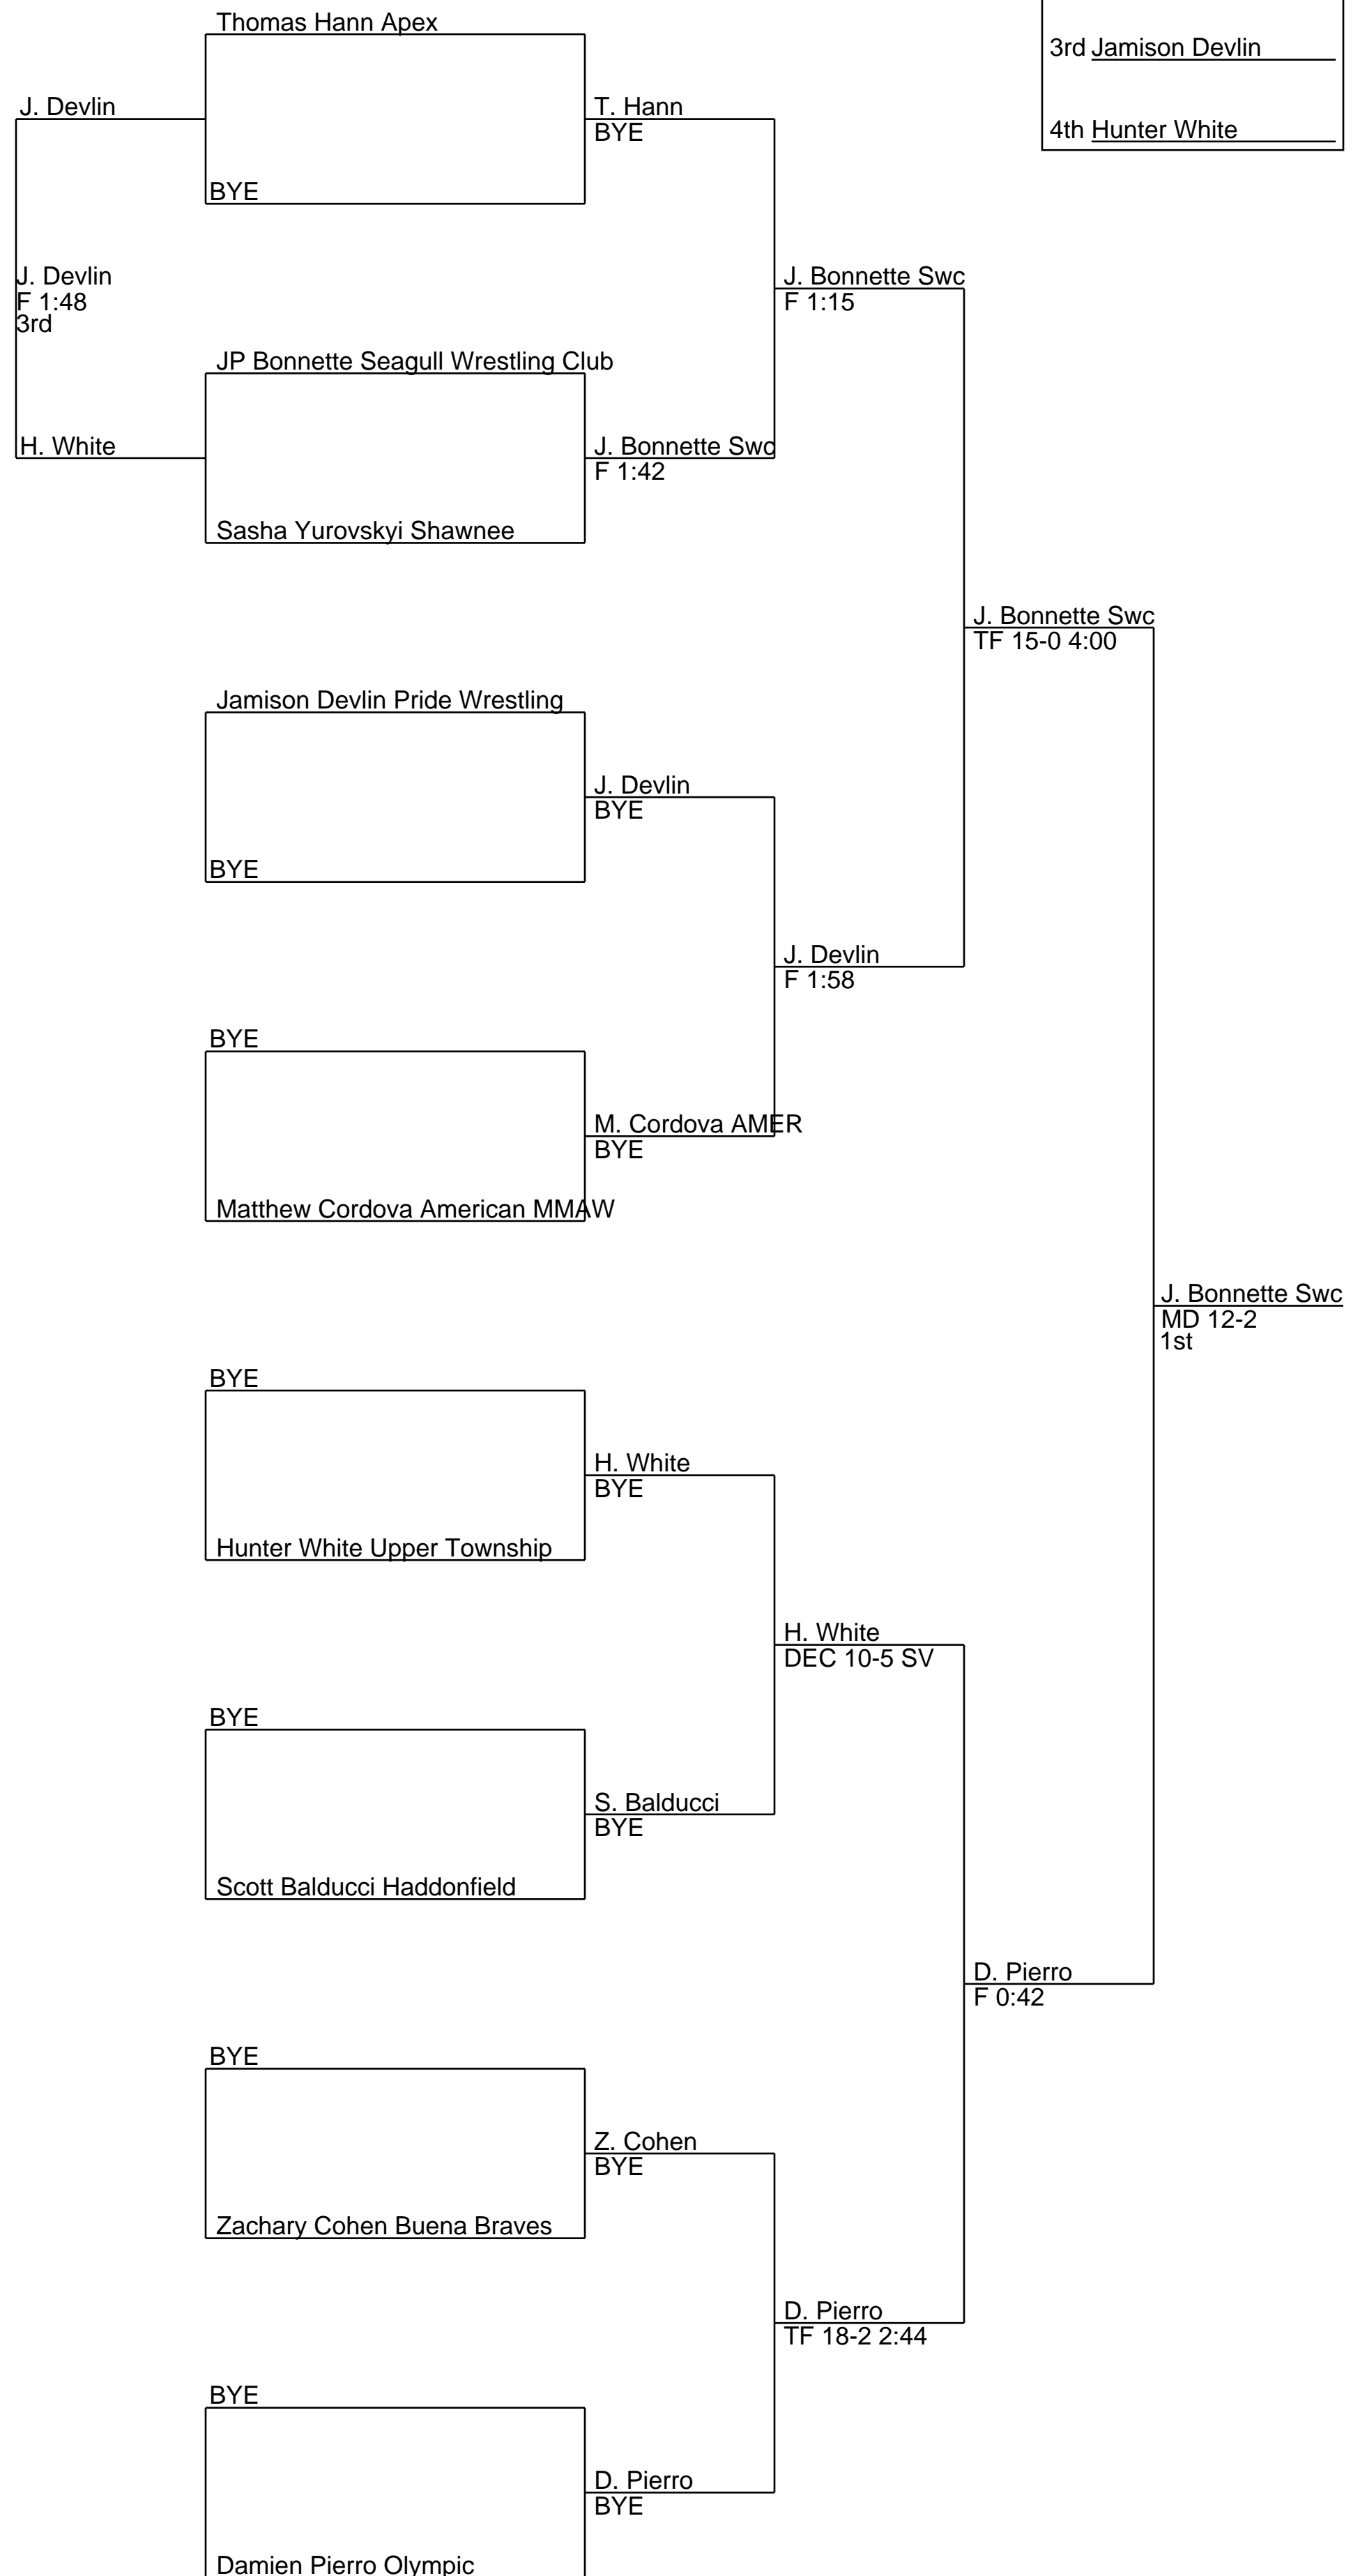 Thomas Hann Apex
3rd Jamison Devlin
J. Devlin
T. Hann
BYE
4th Hunter White
BYE
J. Devlin
F 1:48
3rd
J. Bonnette Swc
F 1:15
JP Bonnette Seagull Wrestling Club
H. White
J. Bonnette Swc
F 1:42
Sasha Yurovskyi Shawnee
J. Bonnette Swc
TF 15-0 4:00
Jamison Devlin Pride Wrestling
J. Devlin
BYE
BYE
J. Devlin
F 1:58
BYE
M. Cordova AMER
BYE
Matthew Cordova American MMAW
J. Bonnette Swc
MD 12-2
1st
BYE
H. White
BYE
Hunter White Upper Township
H. White
DEC 10-5 SV
BYE
S. Balducci
BYE
Scott Balducci Haddonfield
D. Pierro
F 0:42
BYE
Z. Cohen
BYE
Zachary Cohen Buena Braves
D. Pierro
TF 18-2 2:44
BYE
D. Pierro
BYE
Damien Pierro Olympic